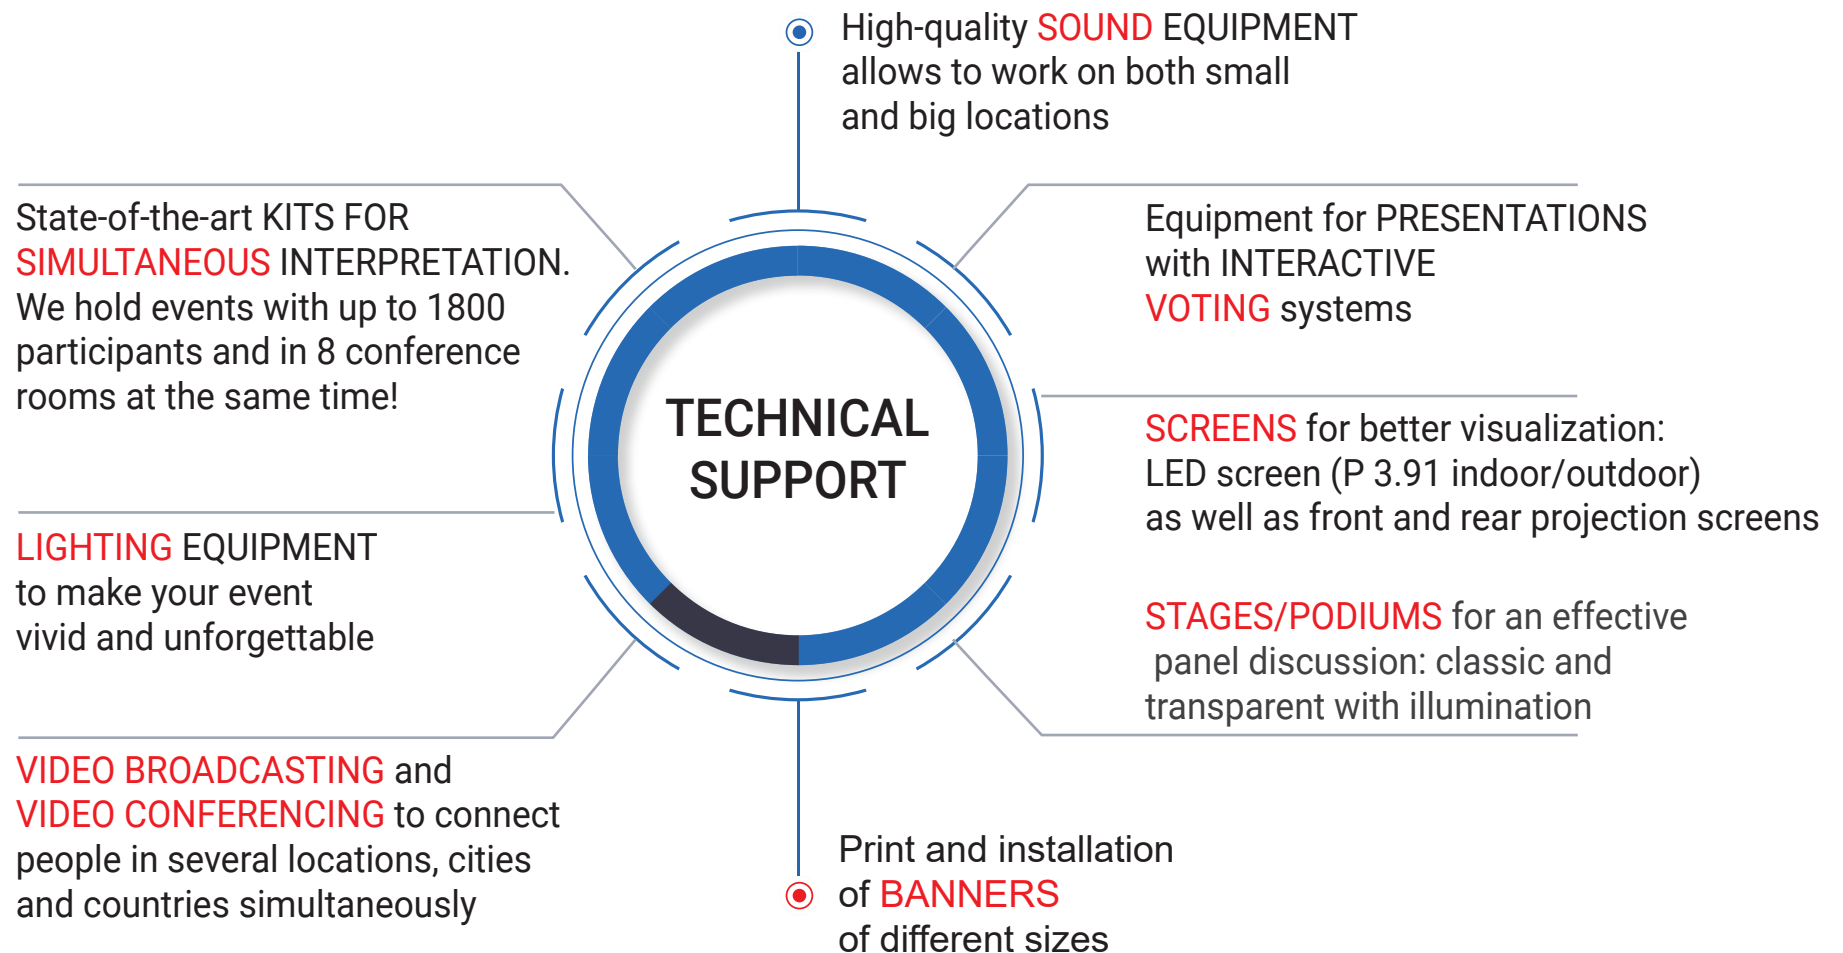 High-quality SOUND EQUIPMENT
allows to work on both small
and big locations
State-of-the-art KITS FOR
SIMULTANEOUS INTERPRETATION.
We hold events with up to 1800
participants and in 8 conference
rooms at the same time!
Equipment for PRESENTATIONS
with INTERACTIVE
VOTING systems
TECHNICAL
SUPPORT
SCREENS for better visualization:
LED screen (P 3.91 indoor/outdoor)
as well as front and rear projection screens
LIGHTING EQUIPMENT
to make your event
vivid and unforgettable
STAGES/PODIUMS for an effective
panel discussion: classic and
transparent with illumination
VIDEO BROADCASTING and
VIDEO CONFERENCING to connect
people in several locations, cities
and countries simultaneously
Print and installation
of BANNERS
of different sizes